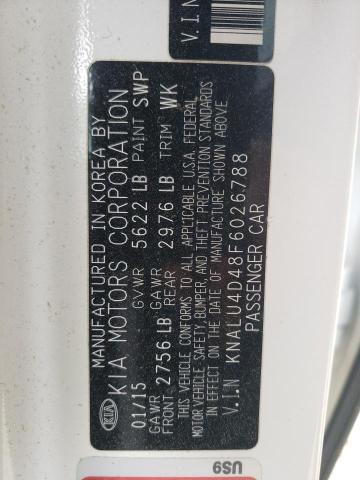 MANUFACTURED IN KOREA BY
KIA KIA MOTORS CORPORATION
01/15 GVWR 5622 LB PAINT SWP
GAWR FRONT 2756 LB GAWR REAR 2976 LB TRIM WK
THIS VEHICLE CONFORMS TO ALL APPLICABLE U.S.A. FEDERAL
MOTOR VEHICLE SAFETY, BUMPER, AND THEFT PREVENTION STANDARDS
IN EFFECT ON THE DATE OF MANUFACTURE SHOWN ABOVE
V.I.N KNALU4D48F6026788
PASSENGER CAR
V.I.N
US9